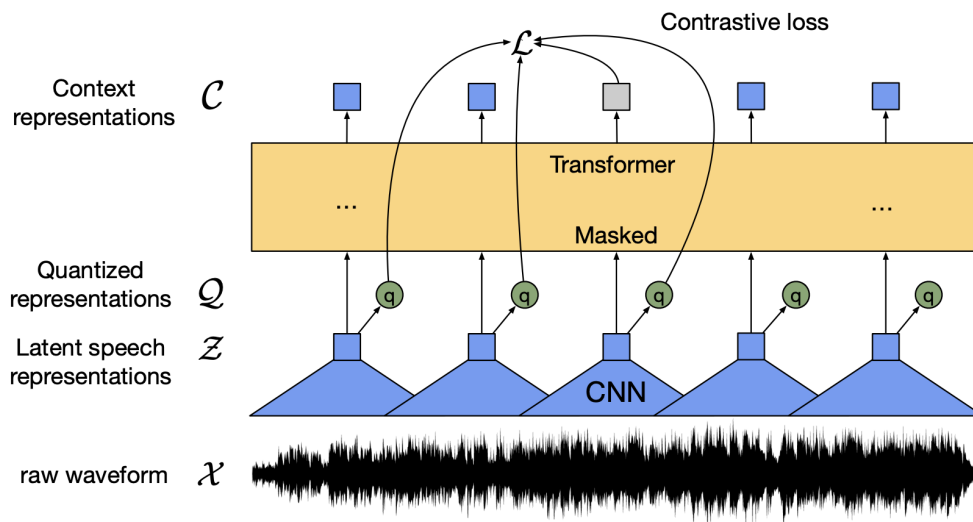 Contrastive loss
ℒ
Context
representations
𝒞
Transformer
...
...
Masked
Quantized
representations
𝒬
q
q
q
q
q
Latent speech
representations
𝒵
CNN
raw waveform
𝒳